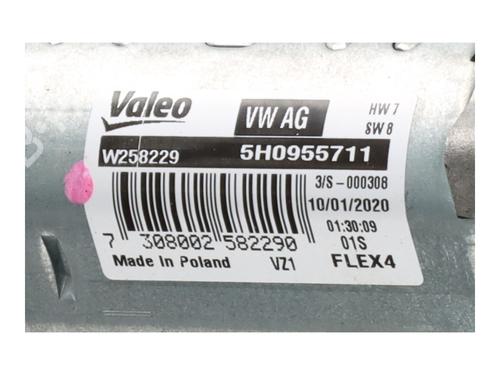 Valeo VW AG HW 7
SW 8
W258229 5H0955711
3/S-000308
10/01/2020
01:30:09
7 308002 582290 01S
Made In Poland VZ1 FLEX4